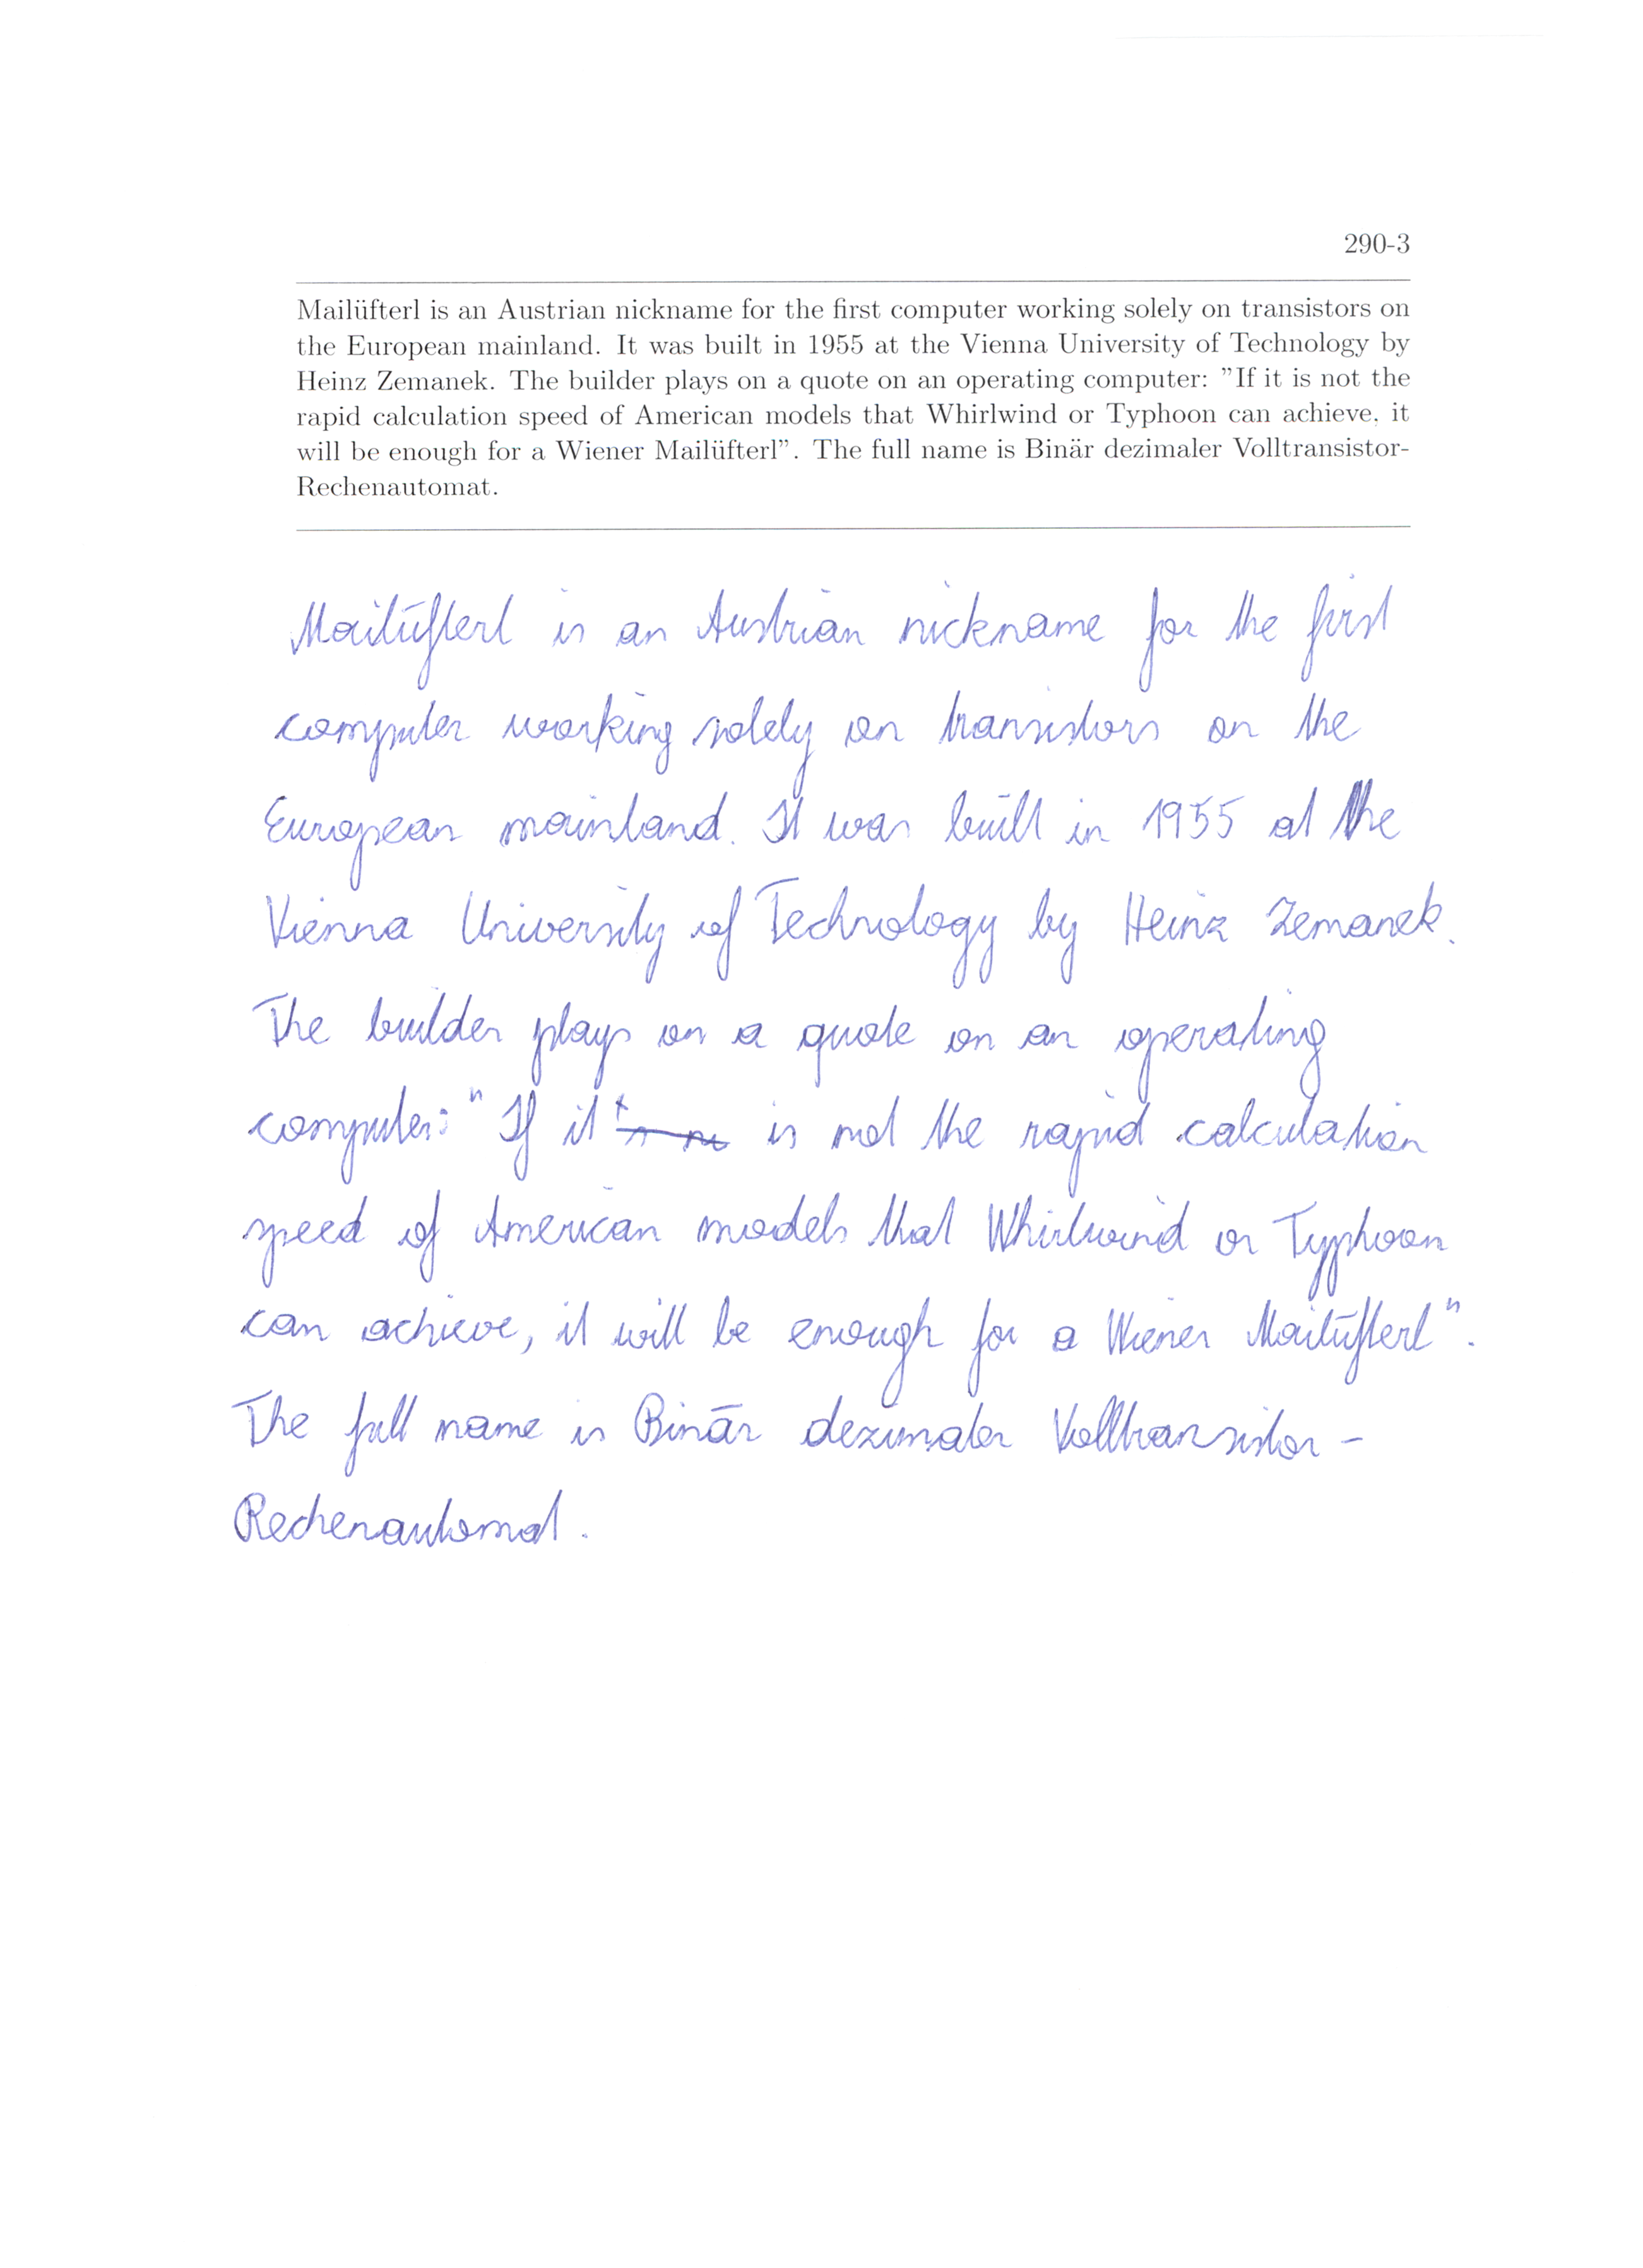 290-3
Mailüfterl is an Austrian nickname for the first computer working solely on transistors on
the European mainland. It was built in 1955 at the Vienna University of Technology by
Heinz Zemanek. The builder plays on a quote on an operating computer: ”If it is not the
rapid calculation speed of American models that Whirlwind or Typhoon can achieve, it
will be enough for a Wiener Mailüfterl”. The full name is Binär dezimaler Volltransistor-
Rechenautomat.
Mailüfterl is an Austrian nickname for the first
computer working solely on transistors on the
European mainland. It was built in 1955 at the
Vienna University of Technology by Heinz Zemanek.
The builder plays on a quote on an operating
computer: "If it is not the rapid calculation
speed of American models that Whirlwind or Typhoon
can achieve, it will be enough for a Wiener Mailüfterl".
The full name is Binär dezimaler Volltransistor-
Rechenautomat.